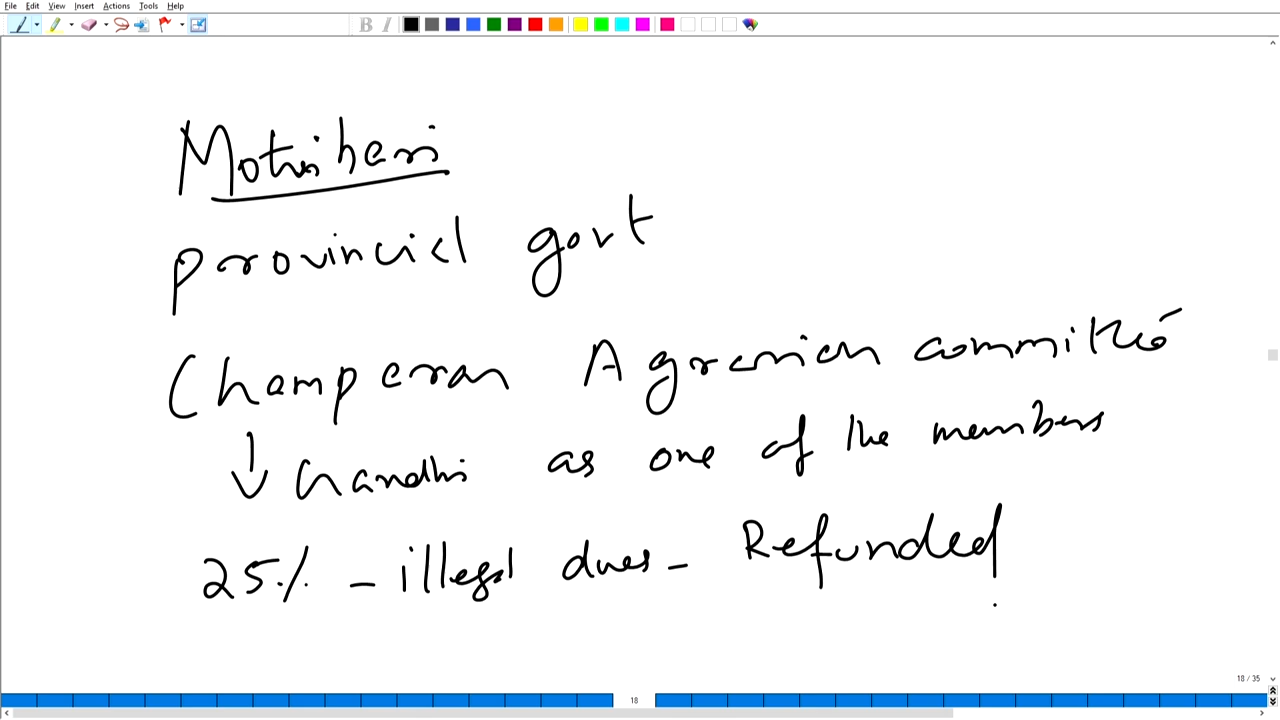 File Edit View Insert Actions Tools Help
B I
Motihari
provincial govt
Champaran Agrarian committee
Gandhi as one of the members
25% - illegal dues - Refunded
18 / 35
18